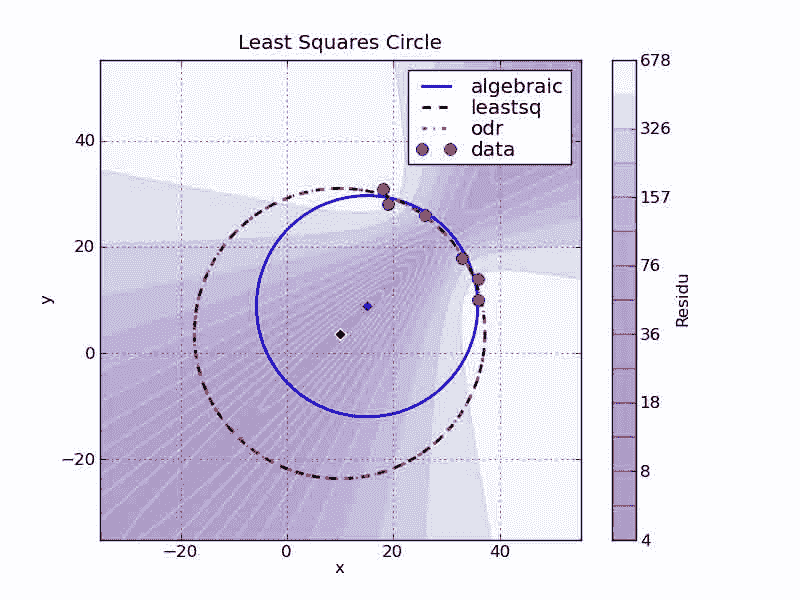 Least Squares Circle
algebraic
leastsq
odr
data
40
20
0
−20
y
−20
0
20
40
x
678
326
157
76
36
18
8
4
Residu